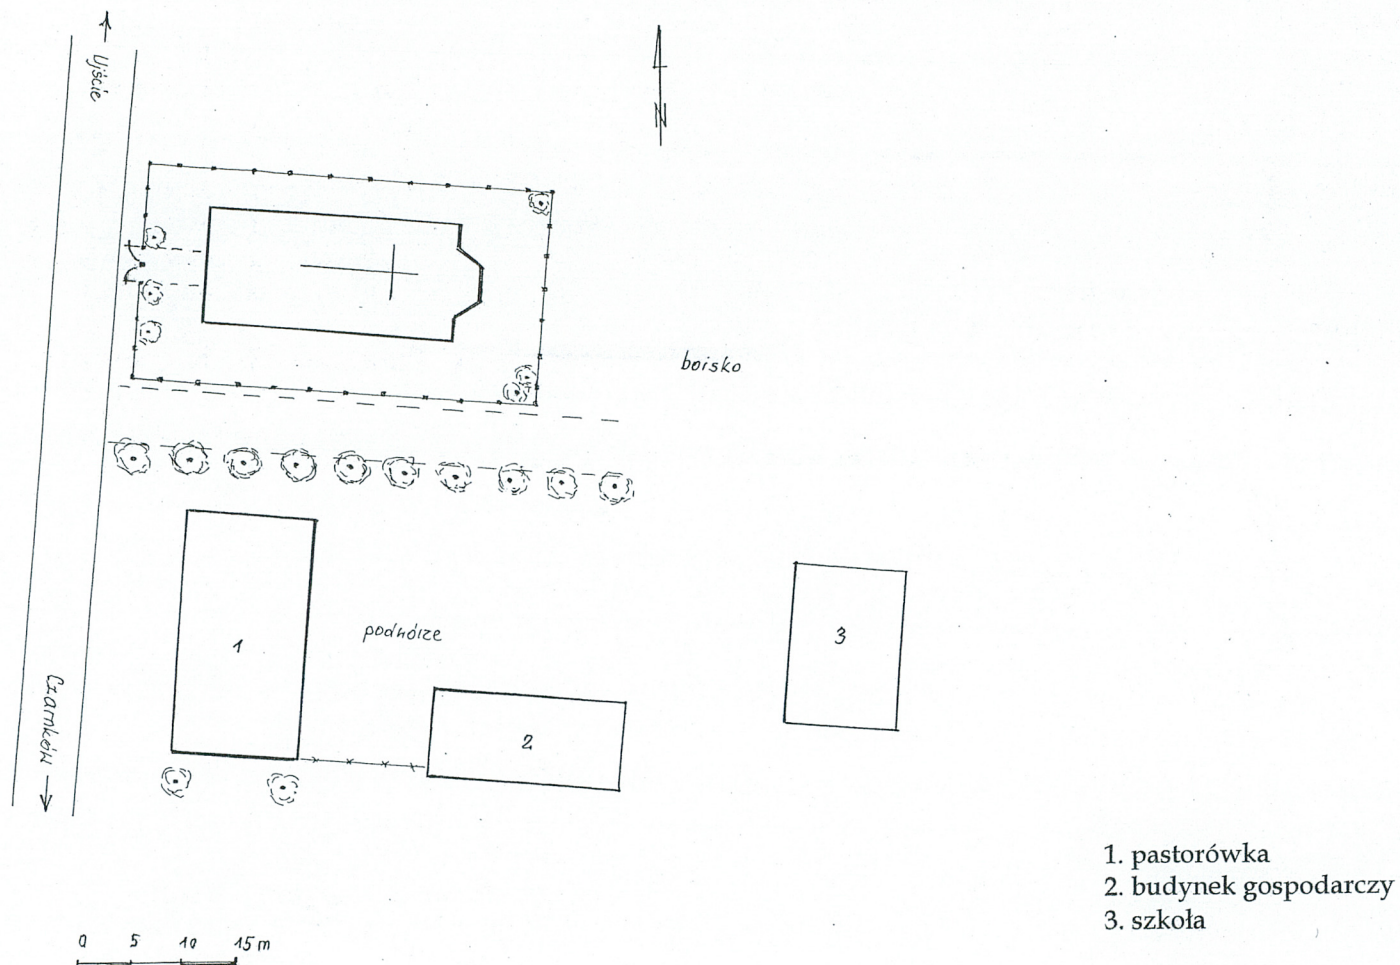 Ujście
N
boisko
1
podwórze
2
3
Czarnków
1. pastorówka
2. budynek gospodarczy
3. szkoła
0 5 10 15 m